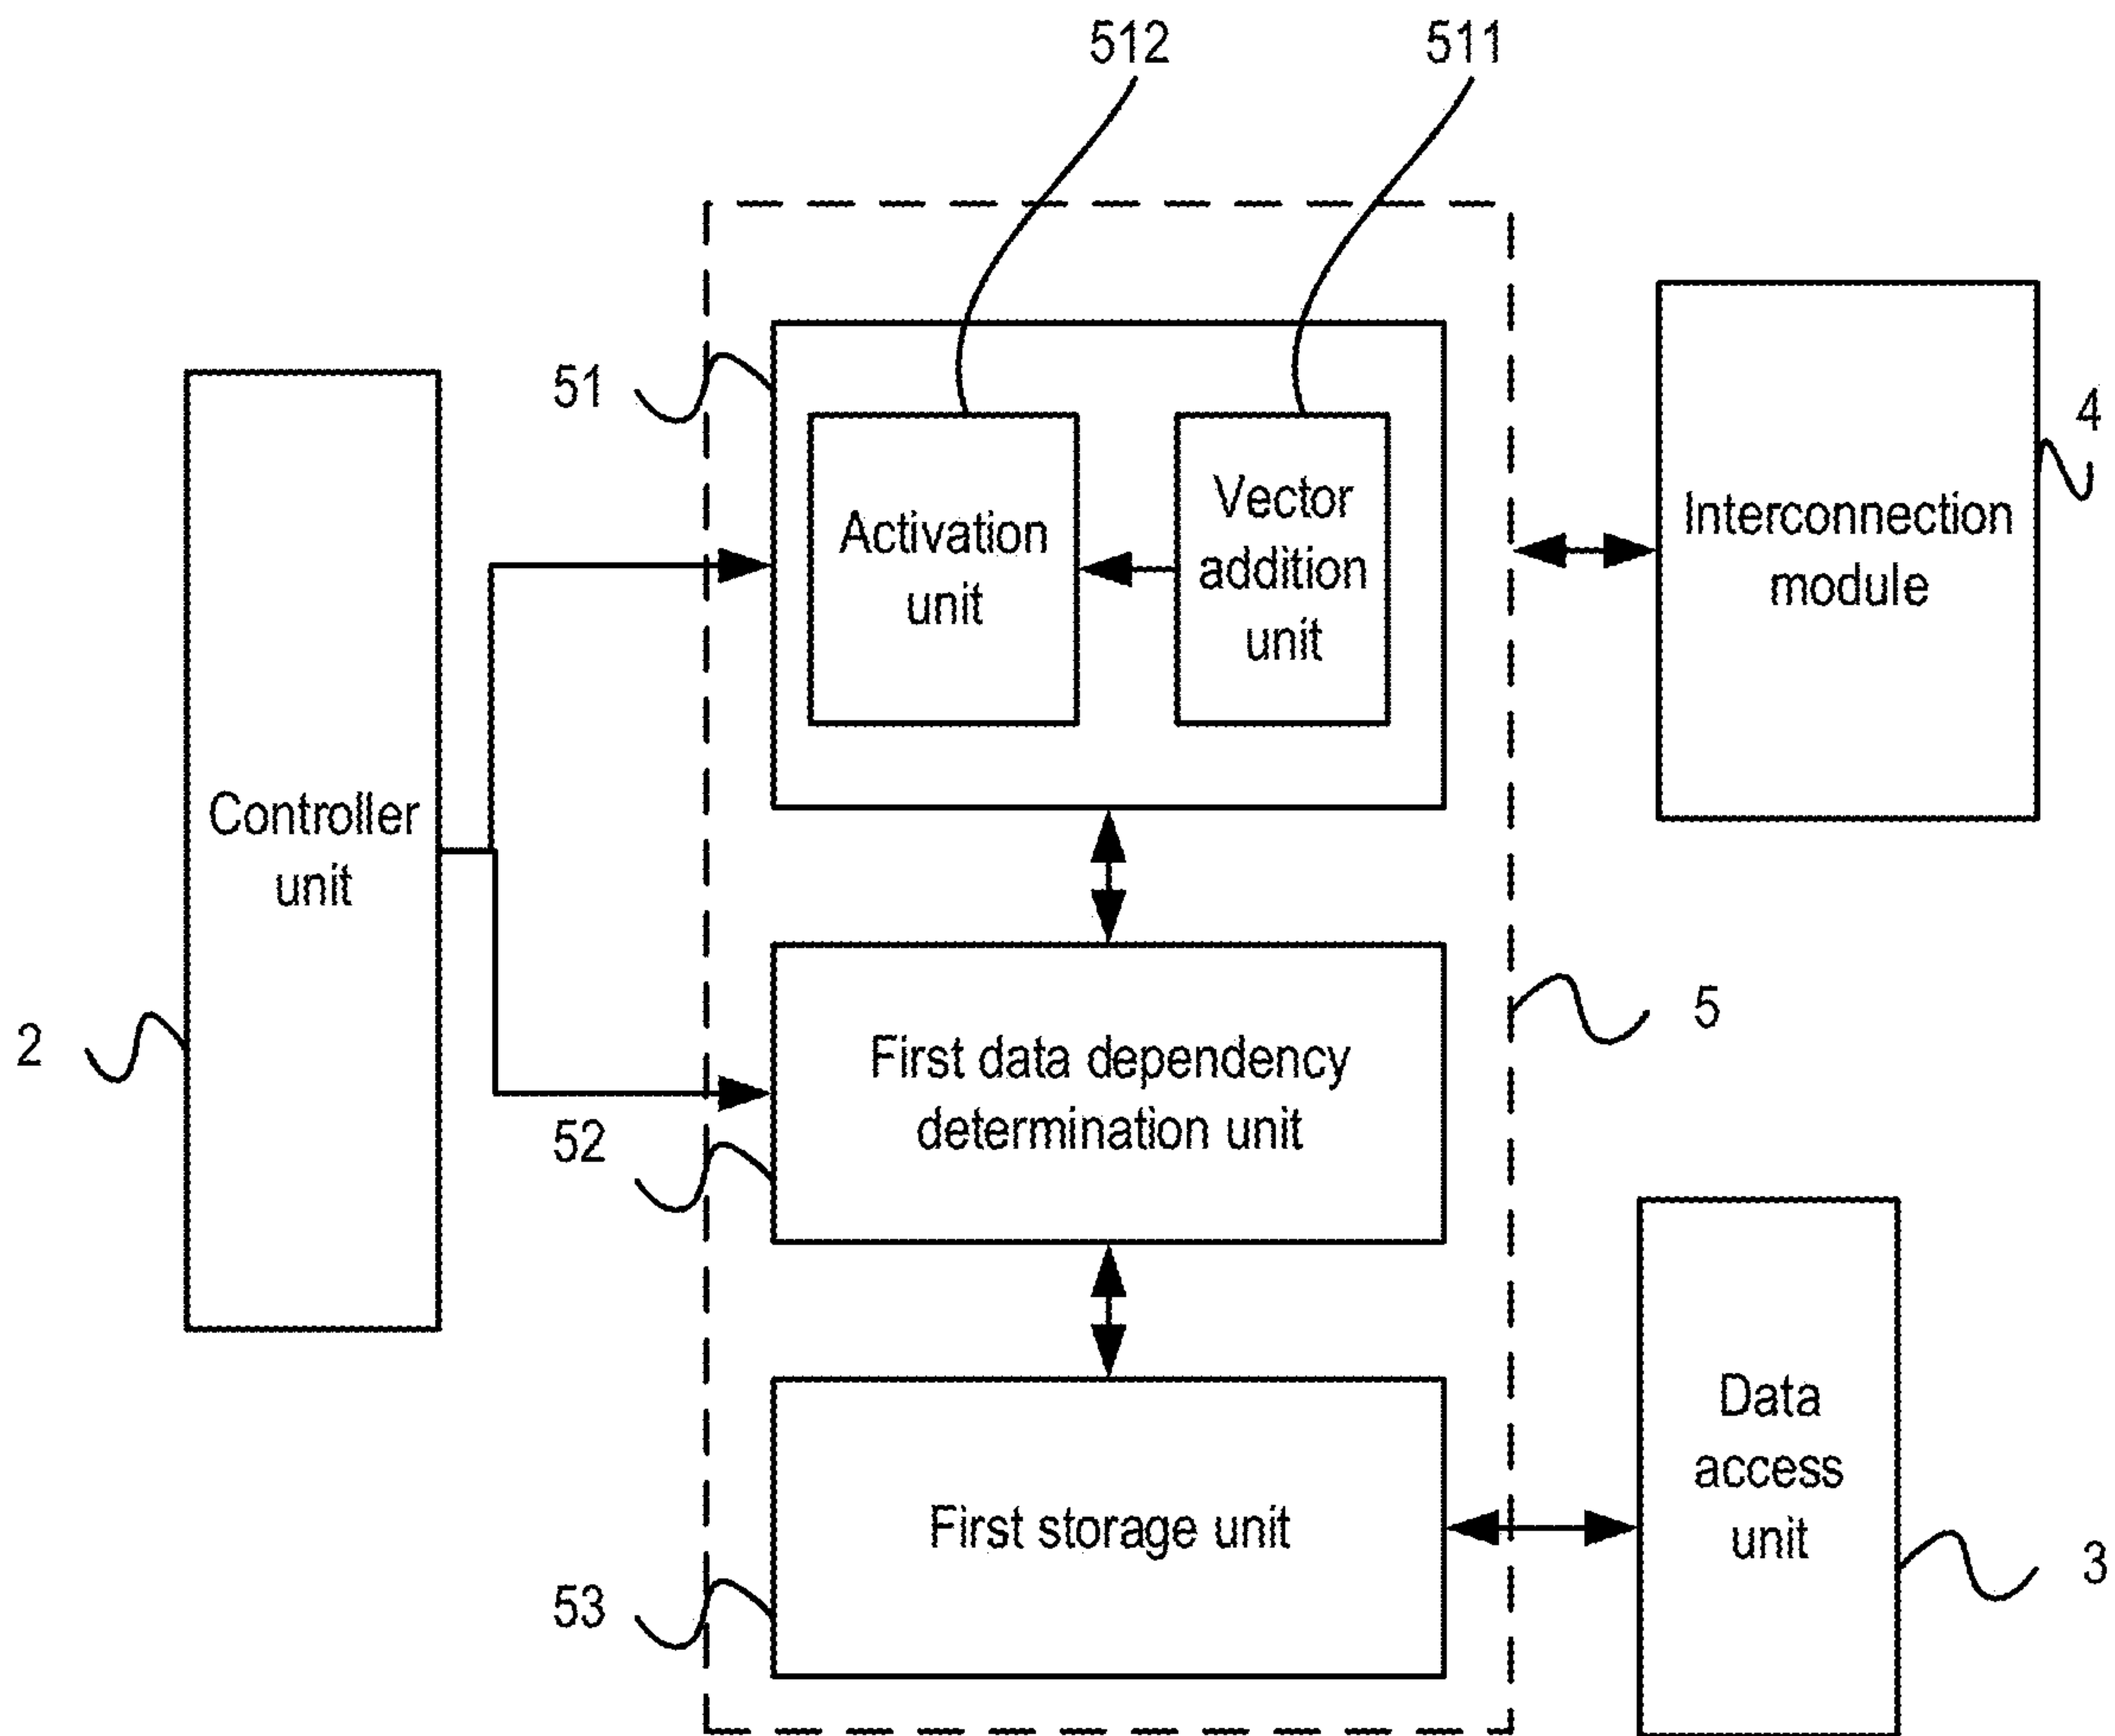 512
511
51
Activation
unit
Vector
addition
unit
Interconnection
module
4
Controller
unit
2
5
First data dependency
determination unit
52
First storage unit
53
Data
access
unit
3